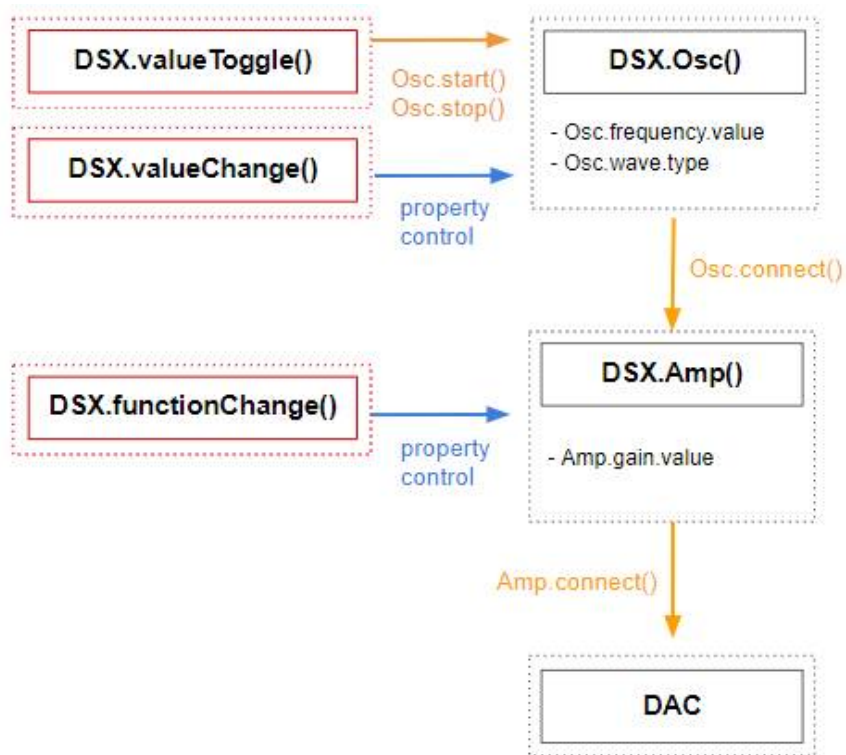 DSX.valueToggle()
Osc.start()
Osc.stop()
DSX.Osc()
- Osc.frequency.value
- Osc.wave.type
DSX.valueChange()
property
control
Osc.connect()
DSX.functionChange()
property
control
DSX.Amp()
- Amp.gain.value
Amp.connect()
DAC